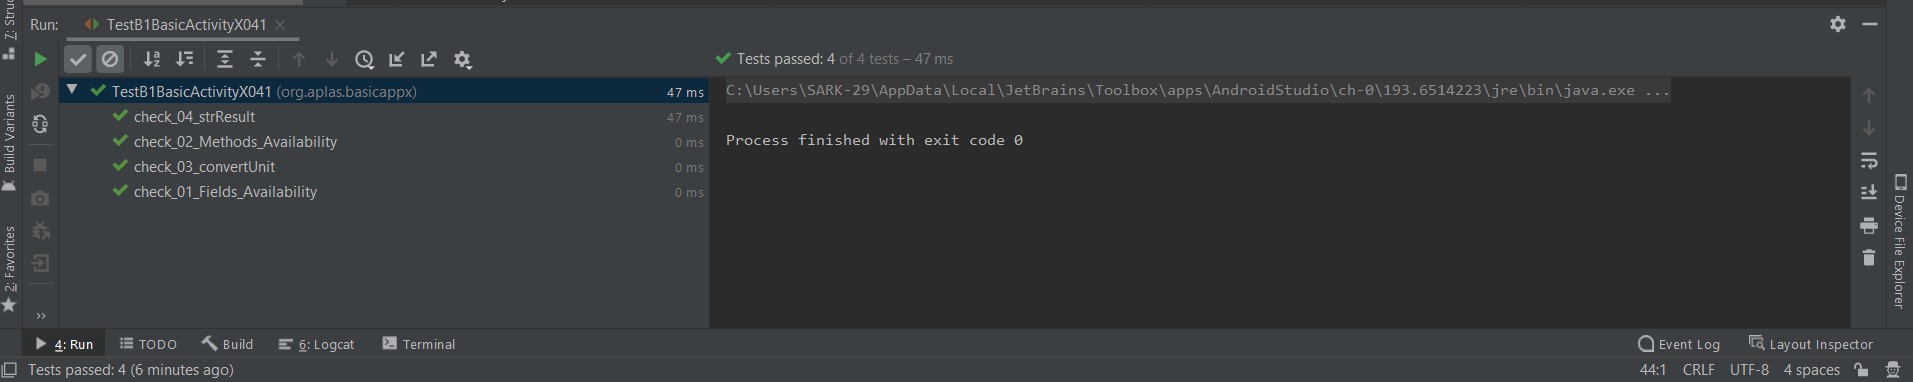 Run: TestB1BasicActivityX041
Tests passed: 4 of 4 tests – 47 ms
TestB1BasicActivityX041 (org.aplas.basicappx) 47 ms
check_04_strResult 47 ms
check_02_Methods_Availability 0 ms
check_03_convertUnit 0 ms
check_01_Fields_Availability 0 ms
C:\Users\SARK-29\AppData\Local\JetBrains\Toolbox\apps\AndroidStudio\ch-0\193.6514223\jre\bin\java.exe ...
Process finished with exit code 0
Build Variants
2: Favorites
Device File Explorer
4: Run TODO Build 6: Logcat Terminal Event Log Layout Inspector
Tests passed: 4 (6 minutes ago) 44:1 CRLF UTF-8 4 spaces